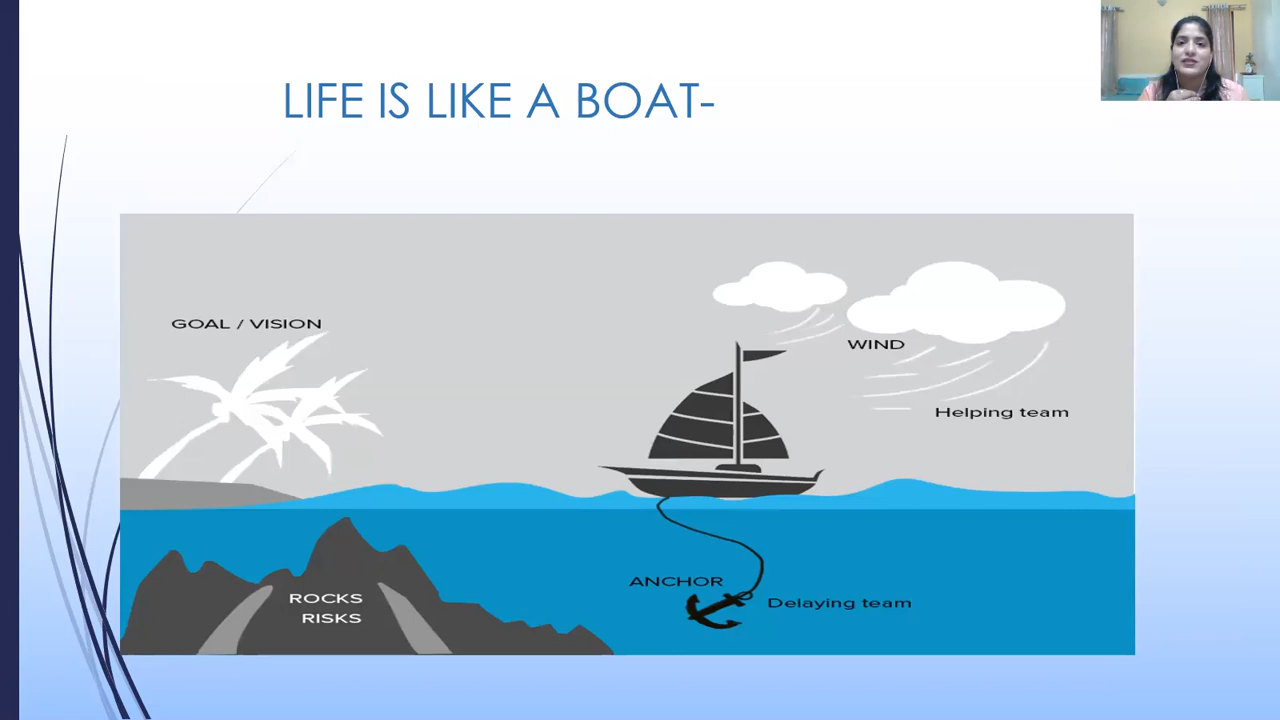 LIFE IS LIKE A BOAT-
GOAL / VISION
WIND
Helping team
ANCHOR
Delaying team
ROCKS
RISKS